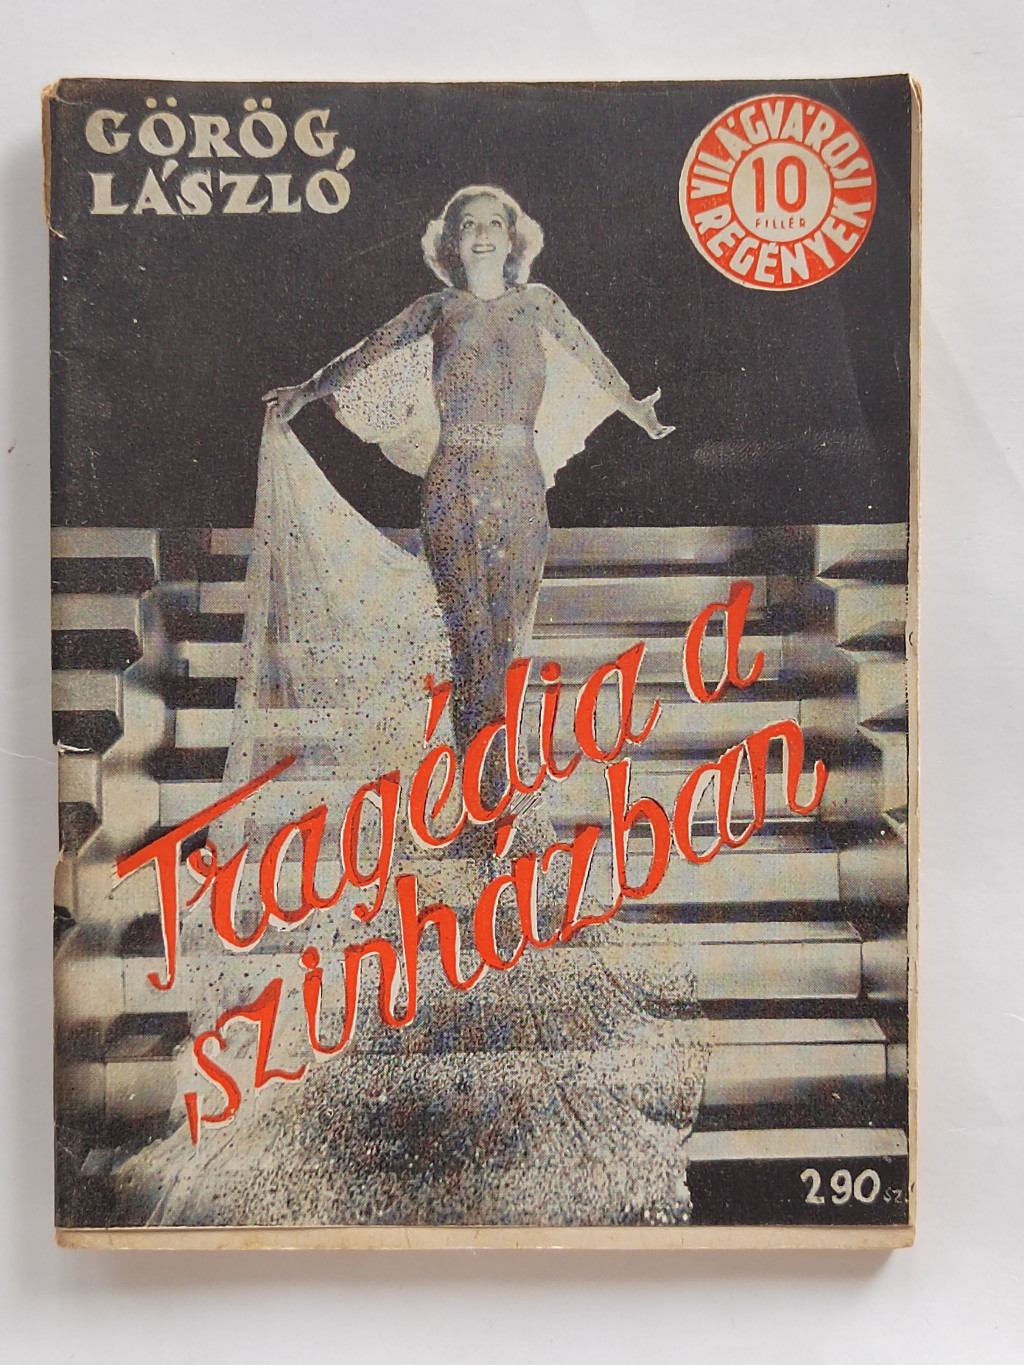 GÖRÖG
LÁSZLÓ
VILÁGVÁROSI
10
FILLÉR
REGÉNYEK
Tragédia a
szinházban
290 sz.